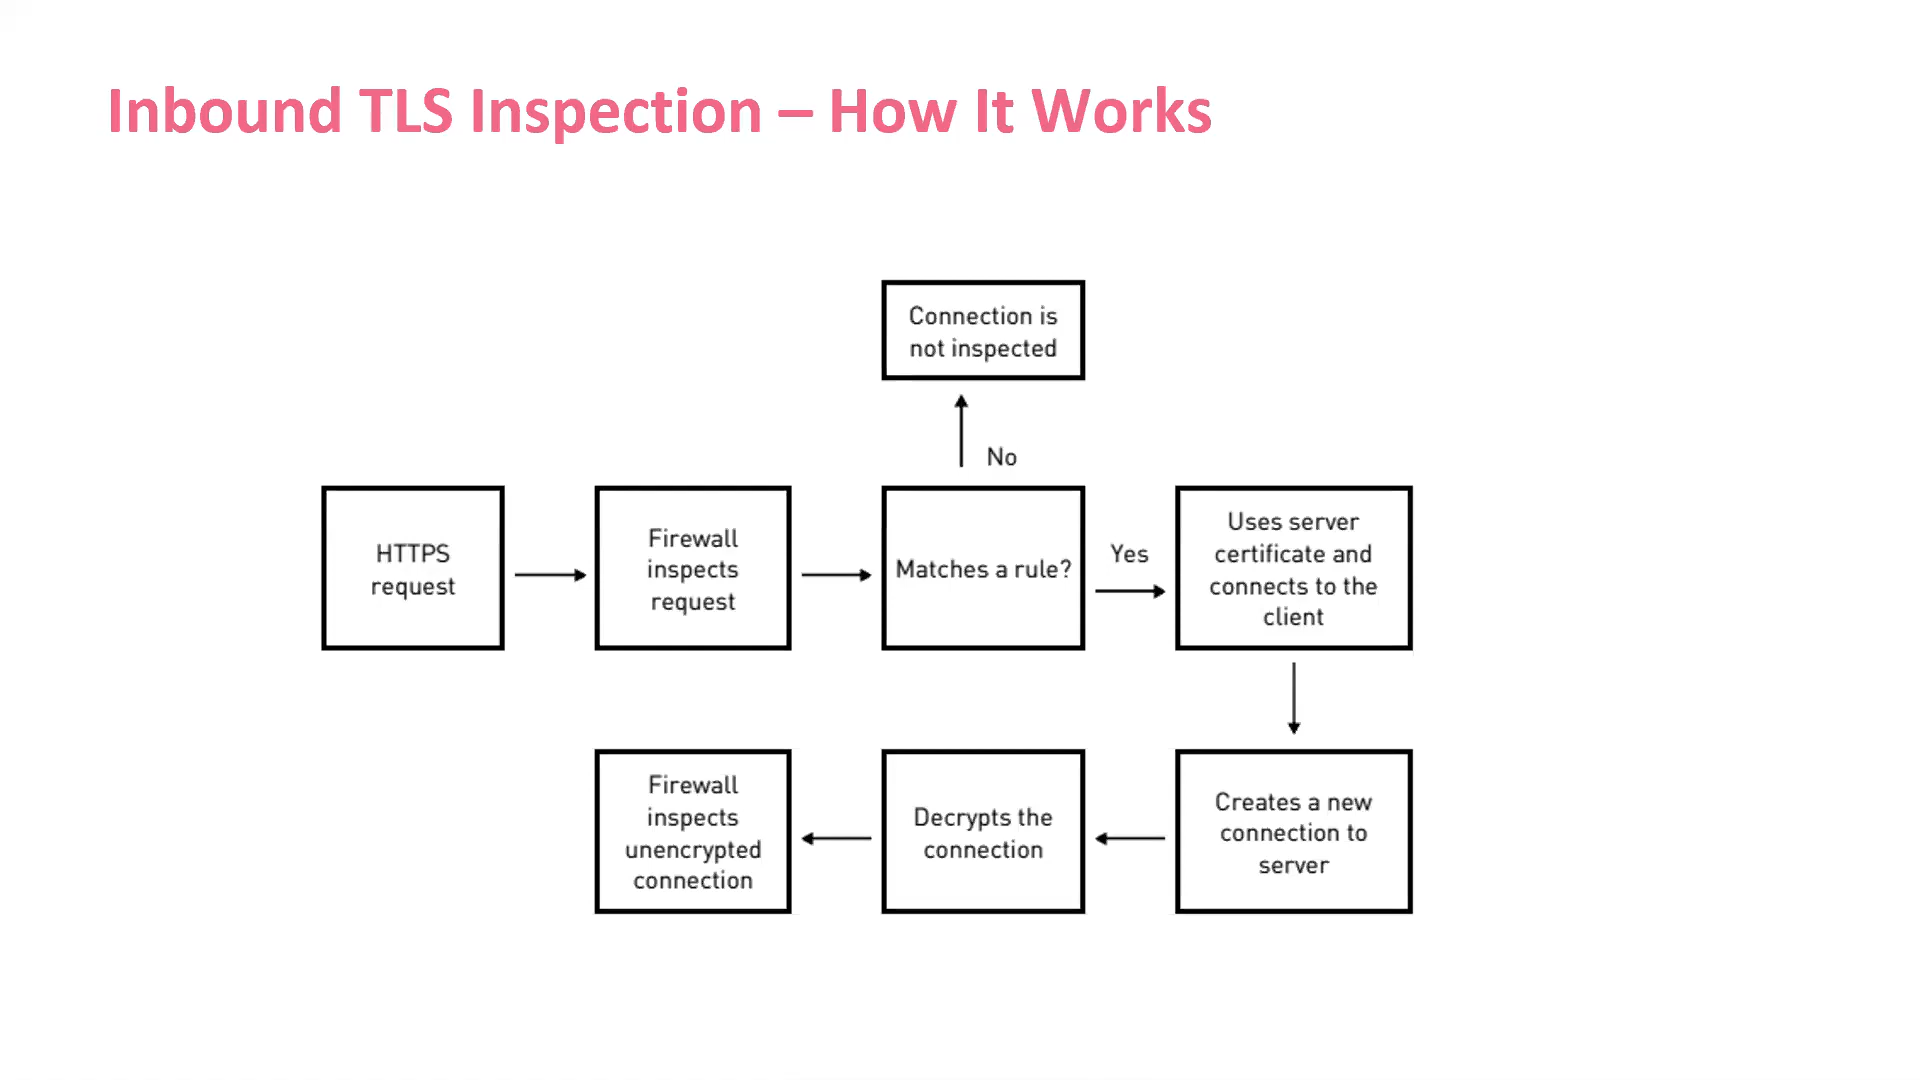 Inbound TLS Inspection – How It Works
Connection is
not inspected
No
HTTPS
request
Firewall
inspects
request
Matches a rule?
Yes
Uses server
certificate and
connects to the
client
Firewall
inspects
unencrypted
connection
Decrypts the
connection
Creates a new
connection to
server